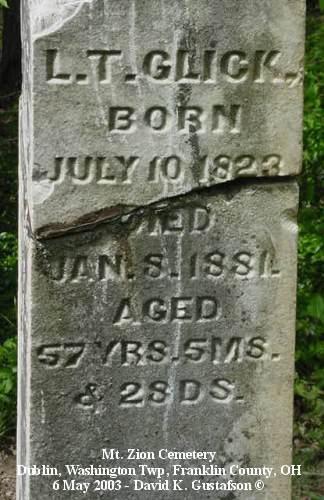 L.T. GLICK,
BORN
JULY 10, 1823.
DIED
JAN. 8. 1881.
AGED
57 YRS. 5 MS.
& 28 DS.
Mt. Zion Cemetery
Dublin, Washington Twp, Franklin County, OH
6 May 2003 - David K. Gustafson ©